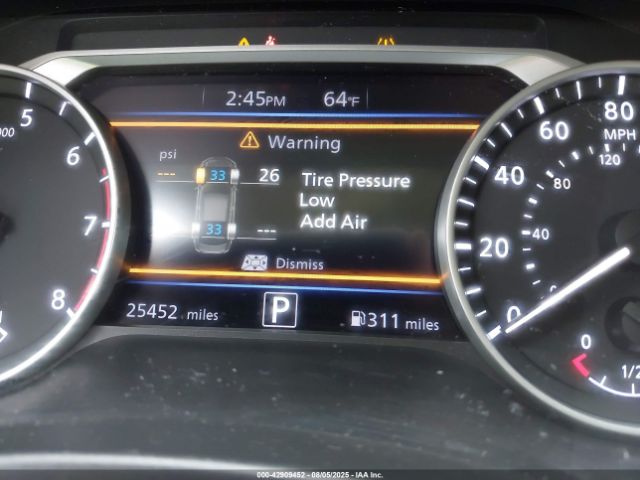 2:45PM 64°F
Warning
psi
--- 33 26
Tire Pressure
Low
Add Air
33 ---
Dismiss
25452 miles
P
311 miles
5
6
7
8
000
0
20
40
60
80
MPH
40
80
120
0
1/2
000-42909452 - 08/05/2025 - IAA Inc.